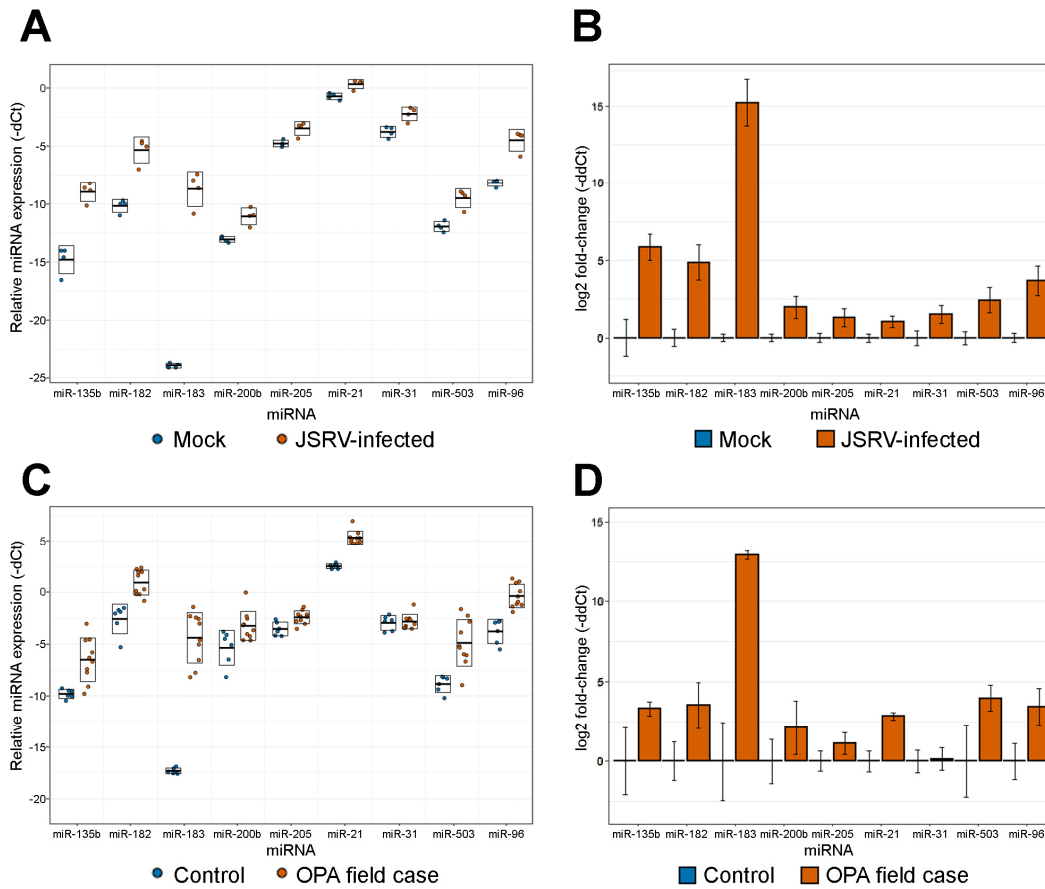 A
Relative miRNA expression (-dCt)
0
-5
-10
-15
-20
-25
miR-135b miR-182 miR-183 miR-200b miR-205 miR-21 miR-31 miR-503 miR-96
miRNA
Mock JSRV-infected
B
log2 fold-change (-ddCt)
15
10
5
0
miR-135b miR-182 miR-183 miR-200b miR-205 miR-21 miR-31 miR-503 miR-96
miRNA
Mock JSRV-infected
C
Relative miRNA expression (-dCt)
5
0
-5
-10
-15
-20
miR-135b miR-182 miR-183 miR-200b miR-205 miR-21 miR-31 miR-503 miR-96
miRNA
Control OPA field case
D
log2 fold-change (-ddCt)
15
10
5
0
miR-135b miR-182 miR-183 miR-200b miR-205 miR-21 miR-31 miR-503 miR-96
miRNA
Control OPA field case